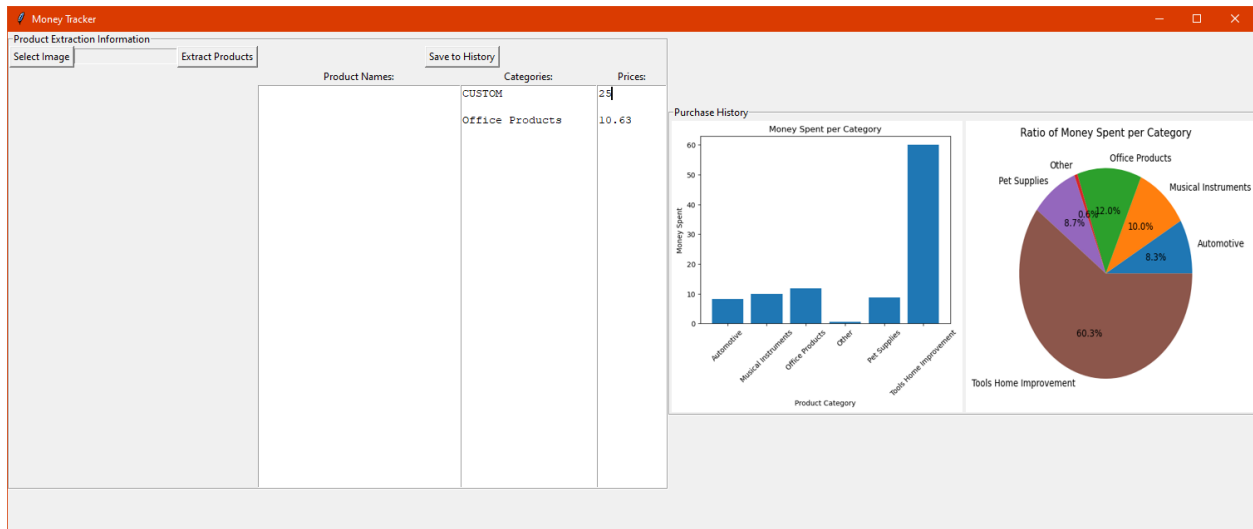 Money Tracker
Product Extraction Information
Select Image
Extract Products
Save to History
Product Names:
Categories:
Prices:
CUSTOM
25
Office Products
10.63
Purchase History
Money Spent per Category
Money Spent
60
50
40
30
20
10
0
Automotive
Musical Instruments
Office Products
Other
Pet Supplies
Tools Home Improvement
Product Category
Ratio of Money Spent per Category
Office Products
Other
Pet Supplies
Musical Instruments
0.6%
12.0%
8.7%
10.0%
Automotive
8.3%
60.3%
Tools Home Improvement